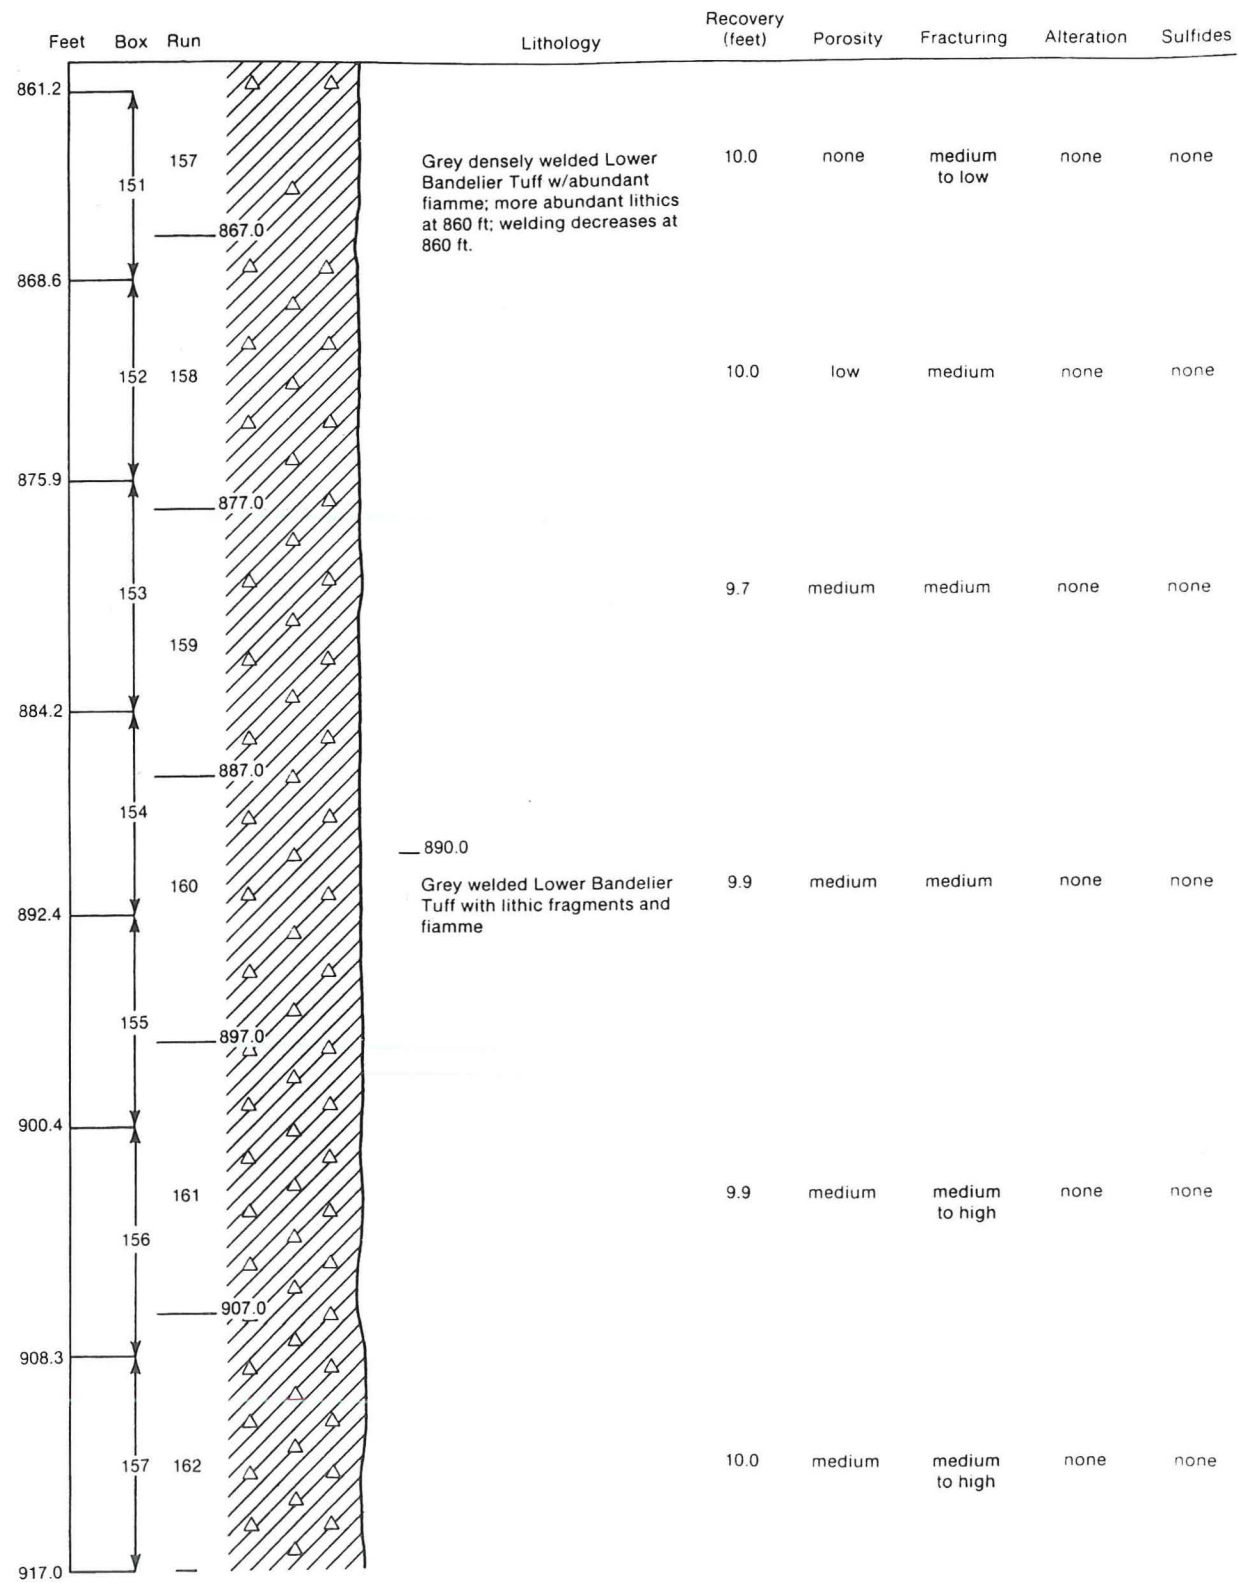 Feet Box Run Lithology Recovery (feet) Porosity Fracturing Alteration Sulfides
861.2
157 Grey densely welded Lower 10.0 none medium none none
151 Bandelier Tuff w/abundant to low
fiamme; more abundant lithics
at 860 ft; welding decreases at
867.0 860 ft.
868.6
152 158 10.0 low medium none none
875.9
877.0
153 9.7 medium medium none none
159
884.2
887.0
154
890.0
160 Grey welded Lower Bandelier 9.9 medium medium none none
Tuff with lithic fragments and
892.4 fiamme
155
897.0
900.4
161 9.9 medium medium none none
to high
156
907.0
908.3
157 162 10.0 medium medium none none
to high
917.0